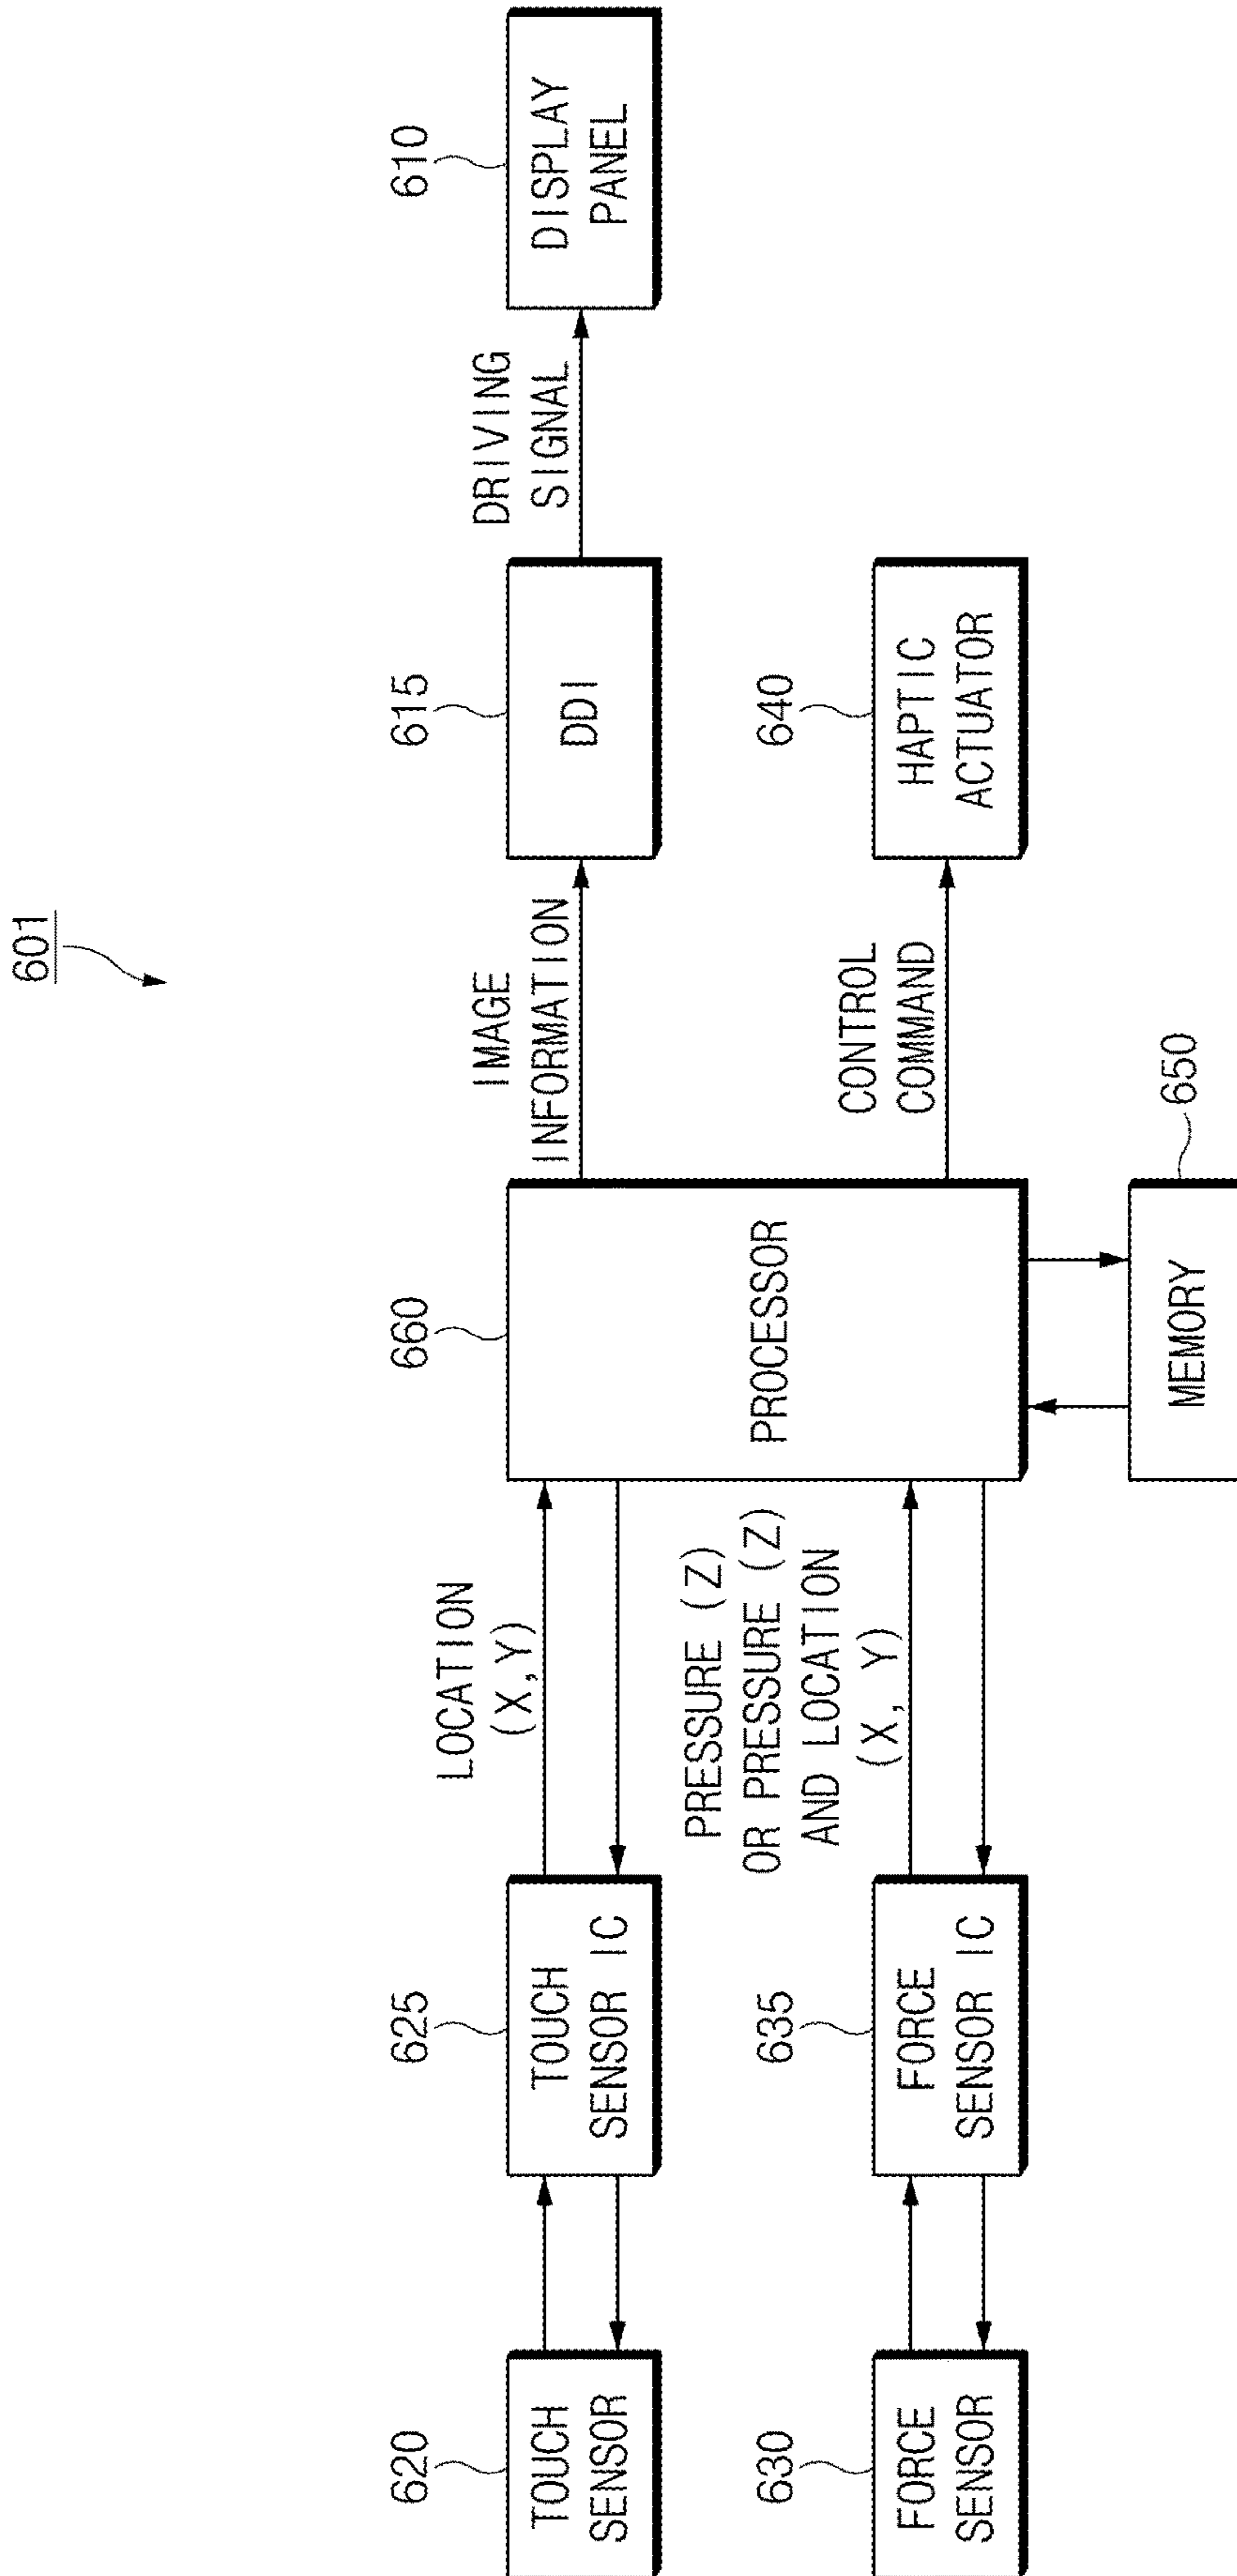 601
620
625
660
615
610
TOUCH
SENSOR
TOUCH
SENSOR IC
LOCATION
(X,Y)
PROCESSOR
IMAGE
INFORMATION
DDI
DRIVING
SIGNAL
DISPLAY
PANEL
630
635
640
FORCE
SENSOR
FORCE
SENSOR IC
PRESSURE (Z)
OR PRESSURE (Z)
AND LOCATION
(X, Y)
CONTROL
COMMAND
HAPTIC
ACTUATOR
650
MEMORY